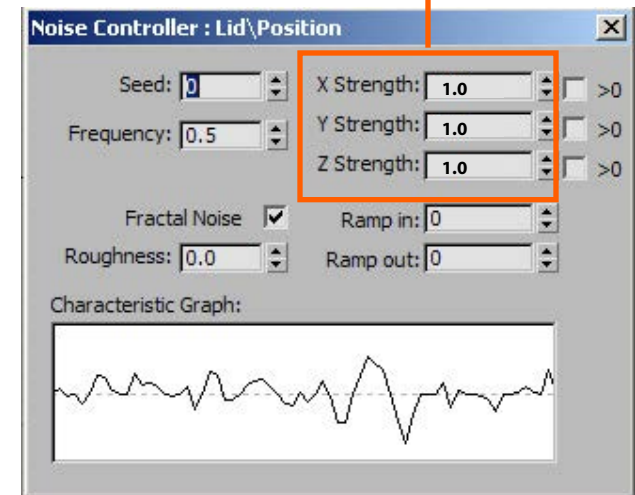 Noise Controller : Lid\Position
Seed: 0 X Strength: 1.0 >0
Frequency: 0.5 Y Strength: 1.0 >0
Z Strength: 1.0 >0
Fractal Noise Ramp in: 0
Roughness: 0.0 Ramp out: 0
Characteristic Graph: